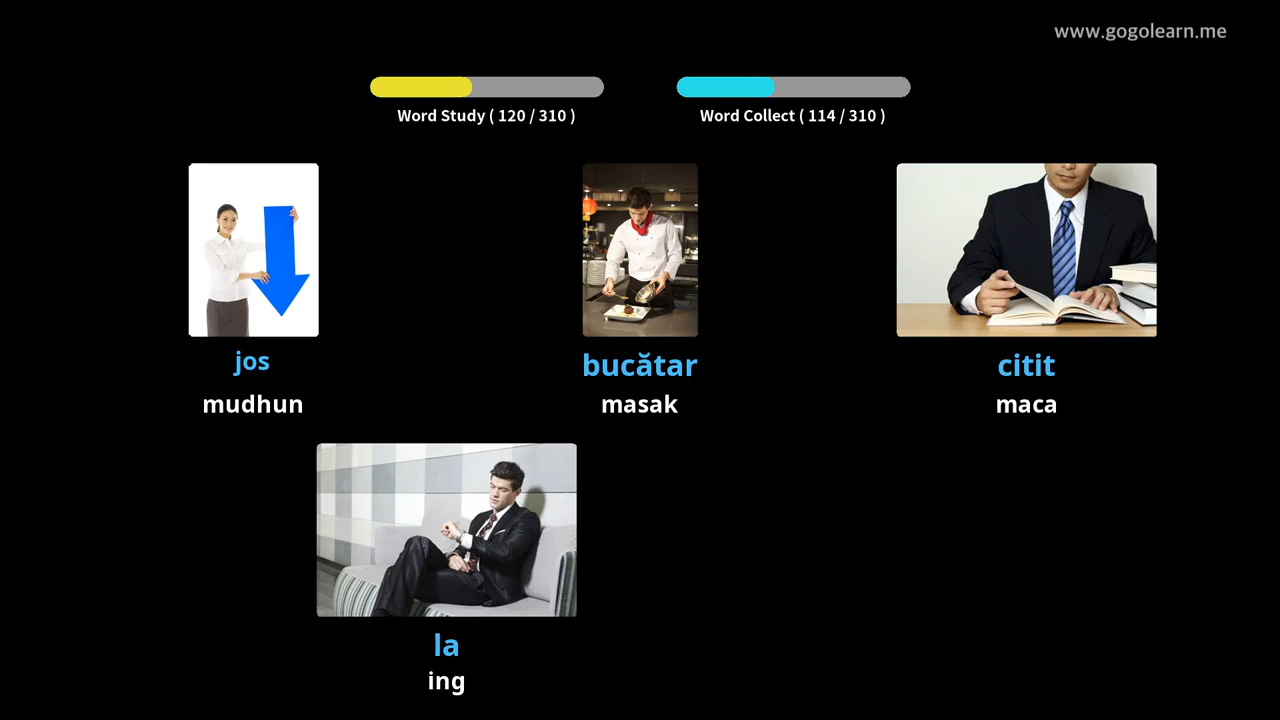 www.gogolearn.me
Word Study ( 120 / 310 )
Word Collect ( 114 / 310 )
jos
mudhun
bucătar
masak
citit
maca
la
ing